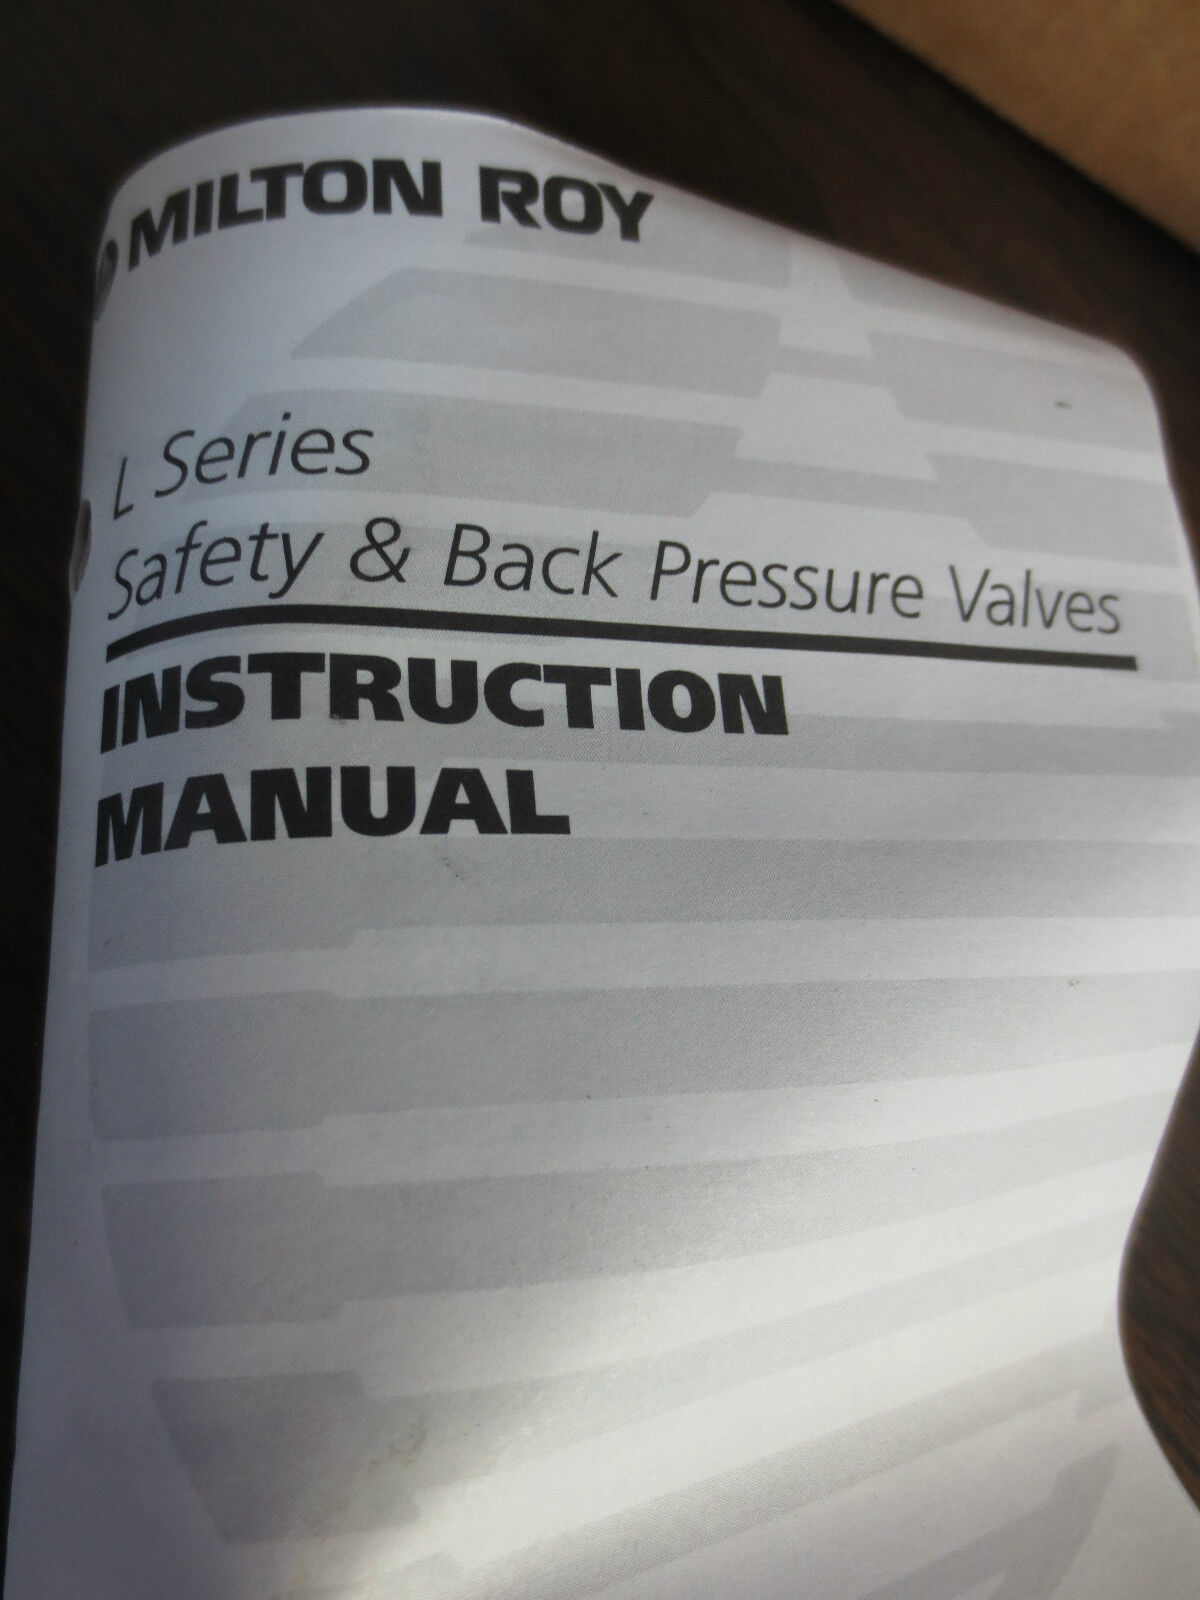 MILTON ROY
L Series
Safety & Back Pressure Valves
INSTRUCTION
MANUAL